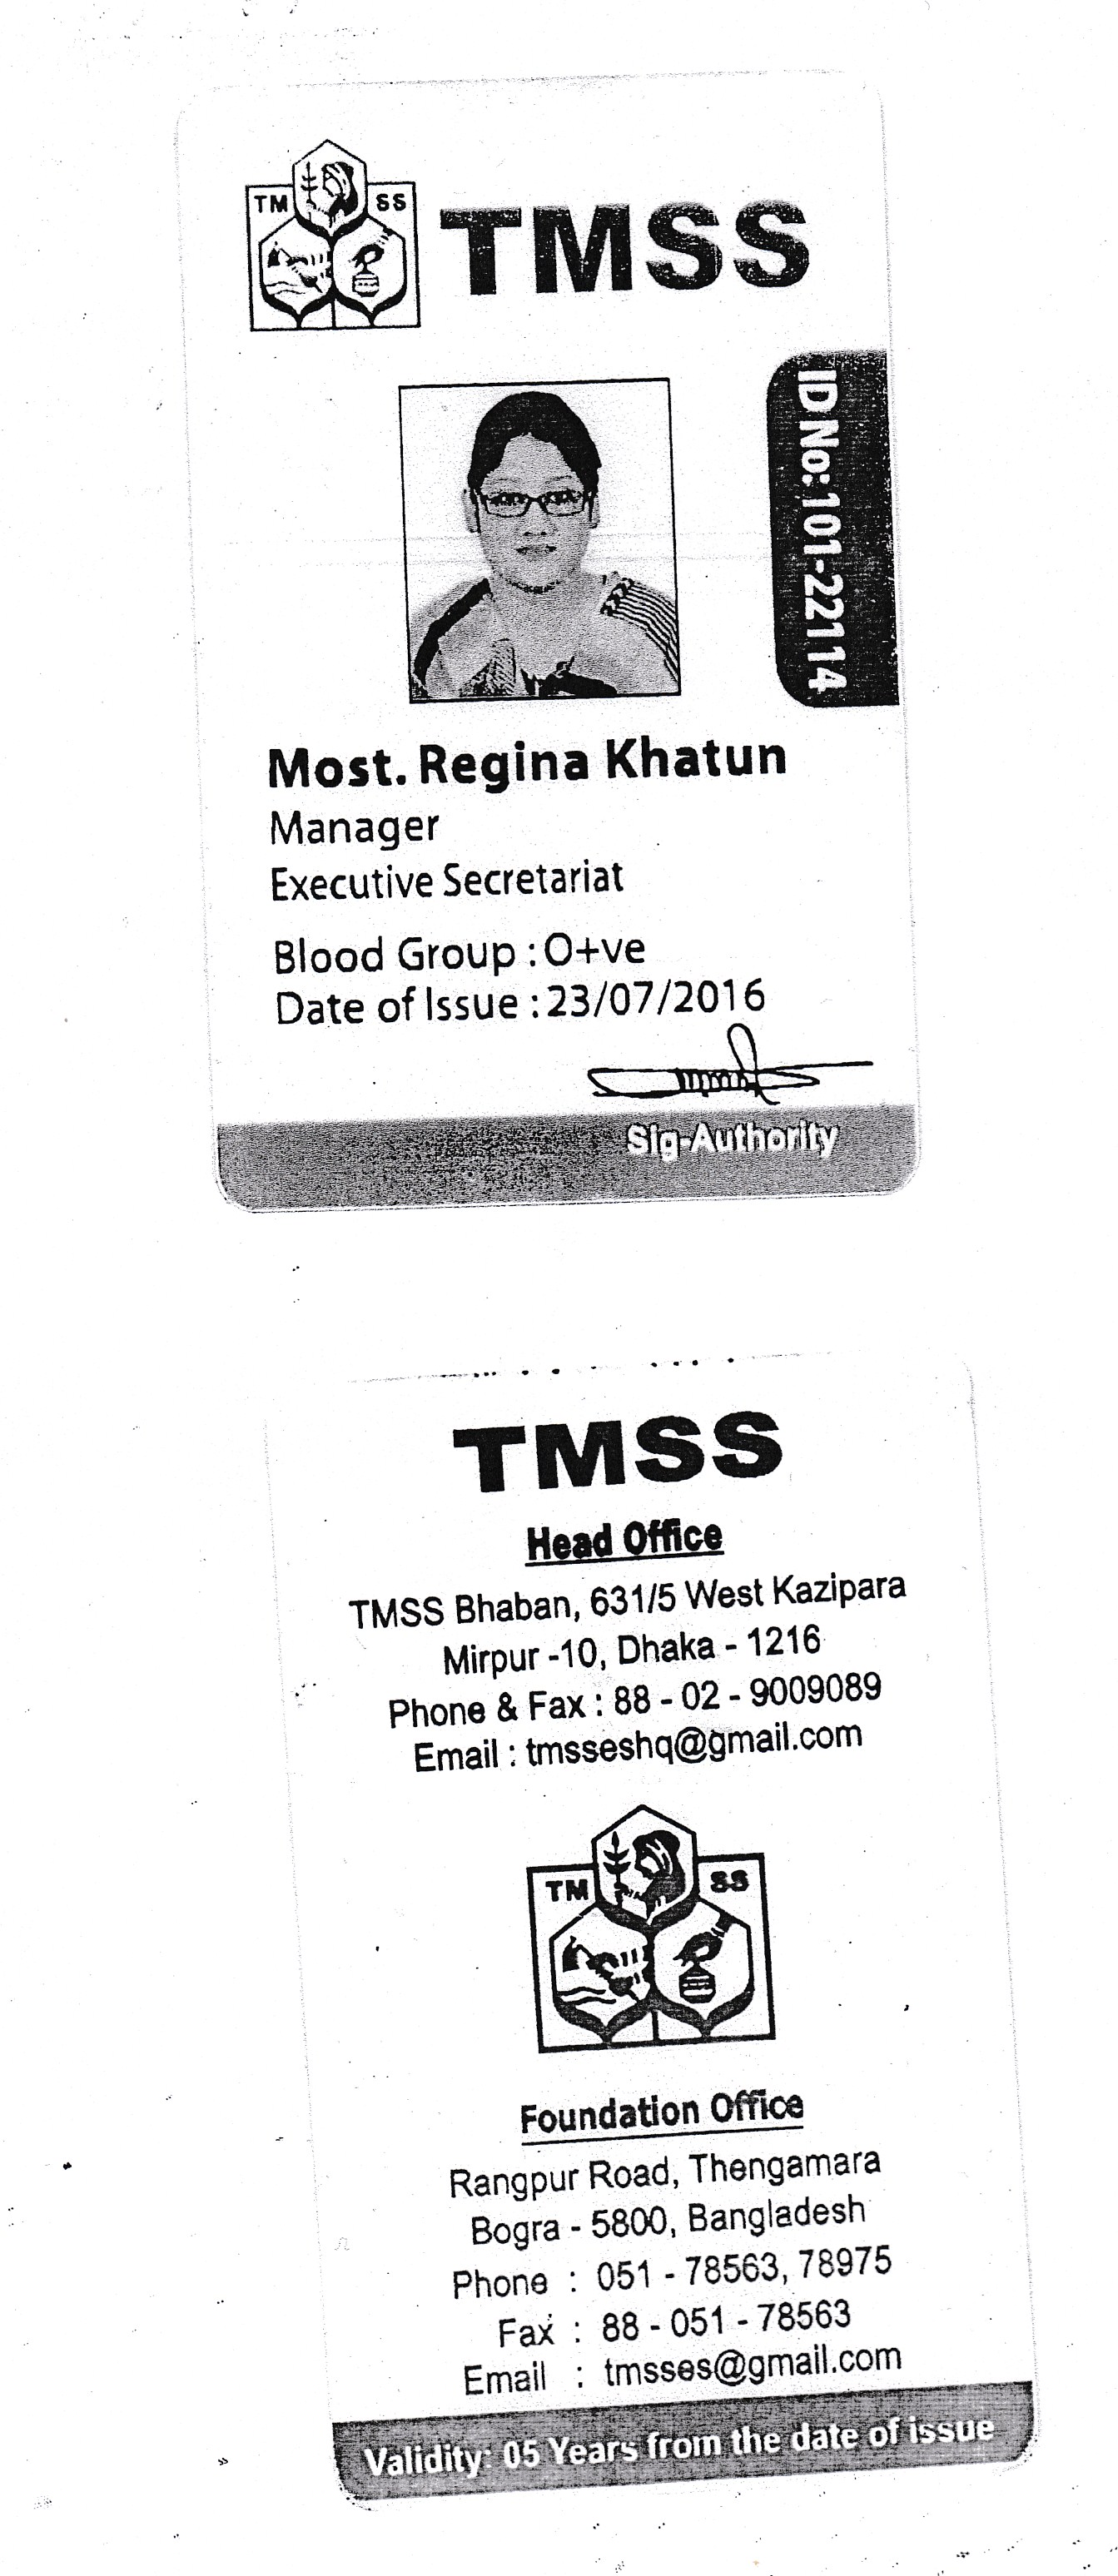 TM SS
TMSS
ID No: 101-22114
Most. Regina Khatun
Manager
Executive Secretariat
Blood Group : O+ve
Date of Issue : 23/07/2016
Sig-Authority
TMSS
Head Office
TMSS Bhaban, 631/5 West Kazipara
Mirpur -10, Dhaka - 1216
Phone & Fax : 88 - 02 - 9009089
Email : tmsseshq@gmail.com
TM SS
Foundation Office
Rangpur Road, Thengamara
Bogra - 5800, Bangladesh
Phone : 051 - 78563, 78975
Fax : 88 - 051 - 78563
Email : tmsses@gmail.com
Validity: 05 Years from the date of issue